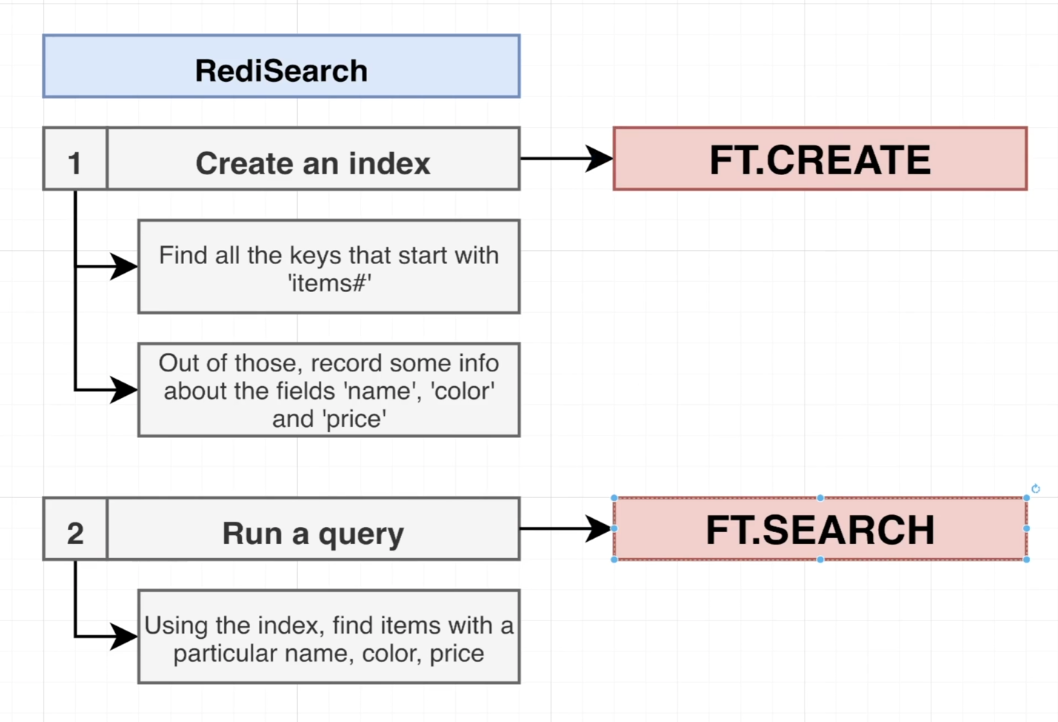 RediSearch
1
Create an index
FT.CREATE
Find all the keys that start with
'items#'
Out of those, record some info
about the fields 'name', 'color'
and 'price'
2
Run a query
FT.SEARCH
Using the index, find items with a
particular name, color, price